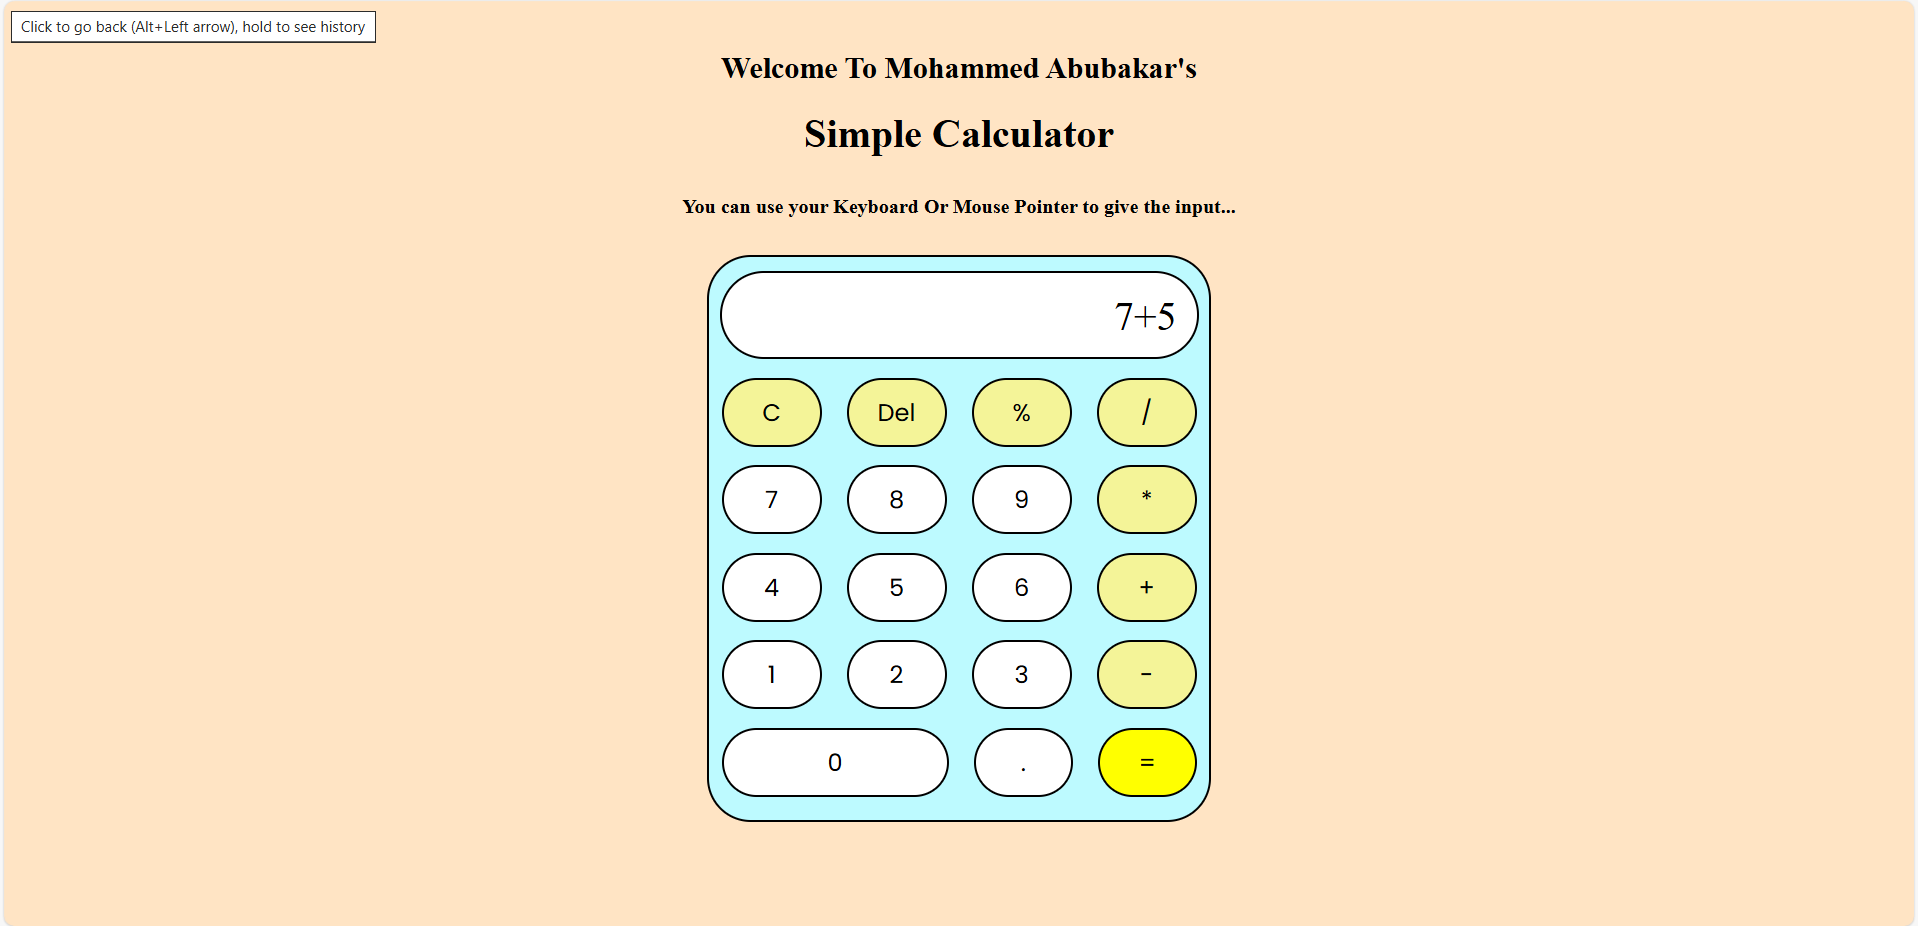 Click to go back (Alt+Left arrow), hold to see history
Welcome To Mohammed Abubakar's
Simple Calculator
You can use your Keyboard Or Mouse Pointer to give the input...
7+5
C Del % /
7 8 9 *
4 5 6 +
1 2 3 -
0 . =